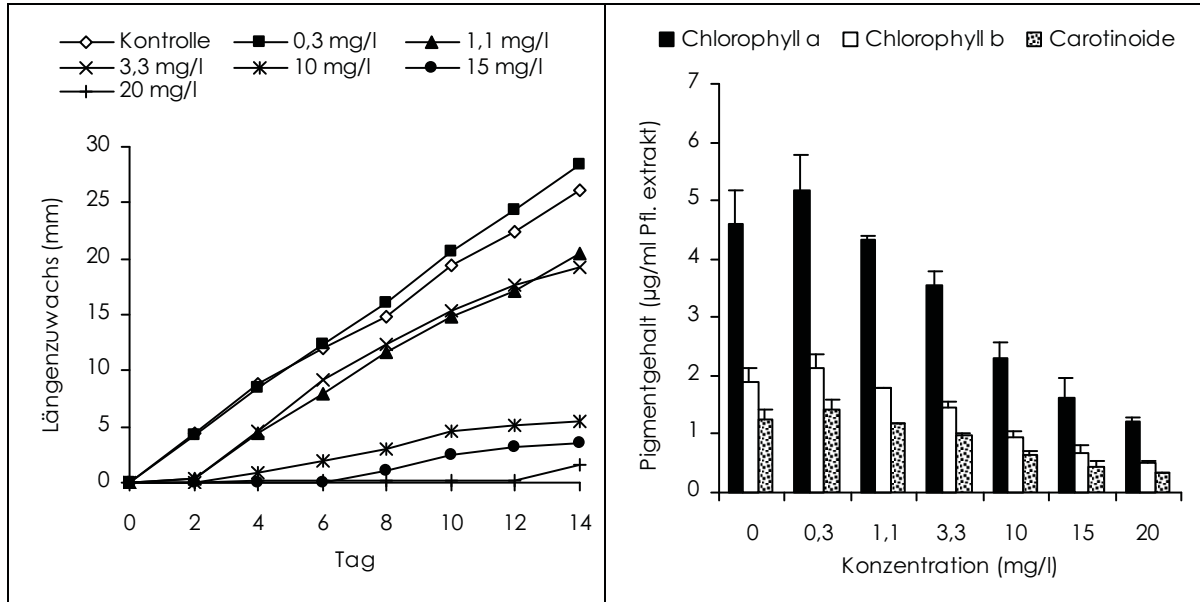 Kontrolle 0,3 mg/l 1,1 mg/l
3,3 mg/l 10 mg/l 15 mg/l
20 mg/l
Längenzuwachs (mm)
30
25
20
15
10
5
0
0 2 4 6 8 10 12 14
Tag
Chlorophyll a Chlorophyll b Carotinoide
Pigmentgehalt (µg/ml Pfl. extrakt)
7
6
5
4
3
2
1
0
0 0,3 1,1 3,3 10 15 20
Konzentration (mg/l)